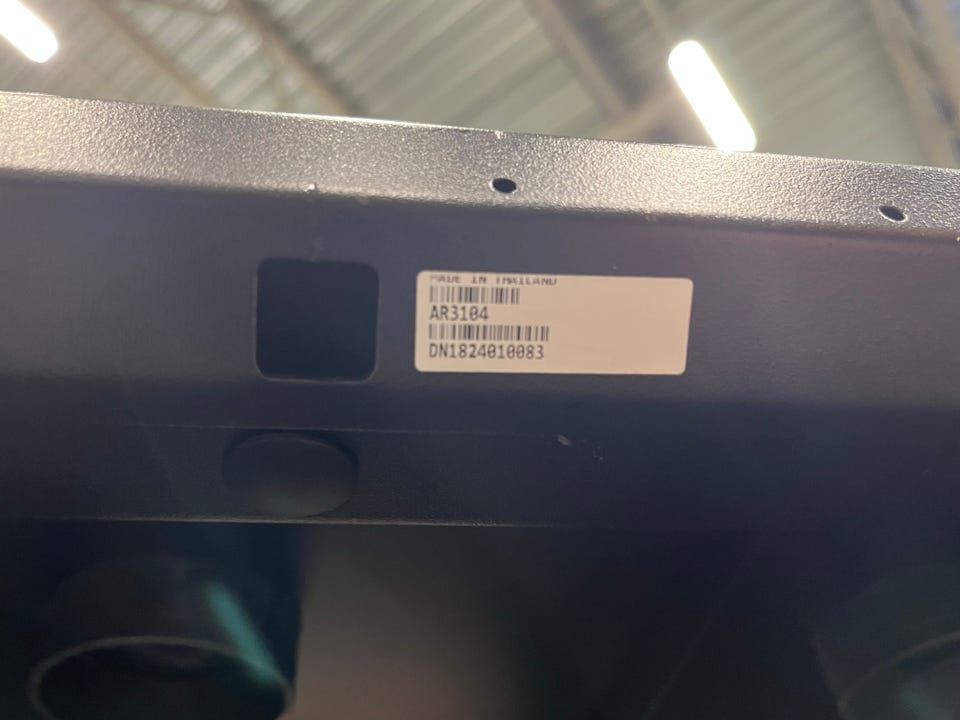 MADE IN THAILAND
AR3104
DN1824010083